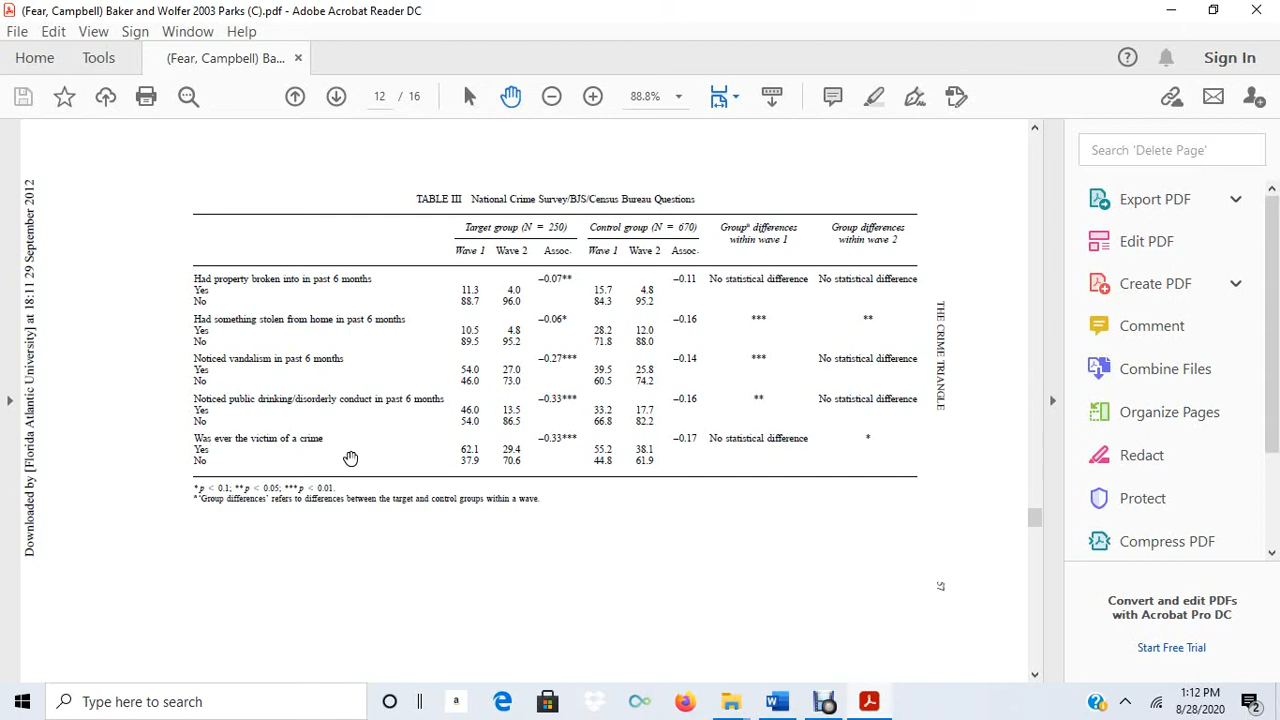 (Fear, Campbell) Baker and Wolfer 2003 Parks (C).pdf - Adobe Acrobat Reader DC
File Edit View Sign Window Help
Home Tools (Fear, Campbell) Ba... × Sign In
12 / 16 88.8%
Search 'Delete Page'
Export PDF
Edit PDF
Create PDF
Comment
Combine Files
Organize Pages
Redact
Protect
Compress PDF
Convert and edit PDFs
with Acrobat Pro DC
Start Free Trial
Downloaded by [Florida Atlantic University] at 18:11 29 September 2012
TABLE III National Crime Survey/BJS/Census Bureau Questions
Target group (N = 250) Control group (N = 670) Groupª differences Group differences
within wave 1 within wave 2
Wave 1 Wave 2 Assoc. Wave 1 Wave 2 Assoc.
Had property broken into in past 6 months –0.07** –0.11 No statistical difference No statistical difference
Yes 11.3 4.0 15.7 4.8
No 88.7 96.0 84.3 95.2
Had something stolen from home in past 6 months –0.06* –0.16 *** **
Yes 10.5 4.8 28.2 12.0
No 89.5 95.2 71.8 88.0
Noticed vandalism in past 6 months –0.27*** –0.14 *** No statistical difference
Yes 54.0 27.0 39.5 25.8
No 46.0 73.0 60.5 74.2
Noticed public drinking/disorderly conduct in past 6 months –0.33*** –0.16 ** No statistical difference
Yes 46.0 13.5 33.2 17.7
No 54.0 86.5 66.8 82.2
Was ever the victim of a crime –0.33*** –0.17 No statistical difference *
Yes 62.1 29.4 55.2 38.1
No 37.9 70.6 44.8 61.9
*p < 0.1; **p < 0.05; ***p < 0.01.
ª 'Group differences' refers to differences between the target and control groups within a wave.
THE CRIME TRIANGLE
57
Type here to search
a
1:12 PM
8/28/2020
2